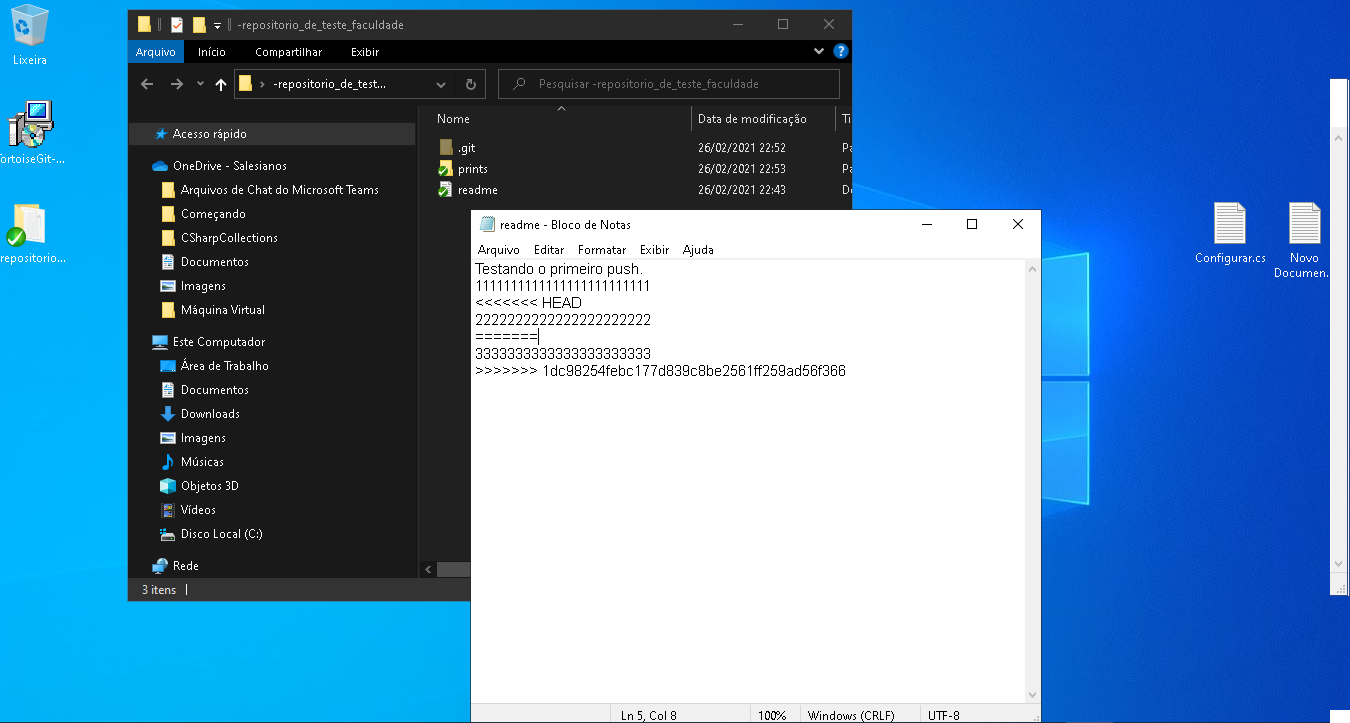 Lixeira
TortoiseGit-...
repositorio...
-repositorio_de_teste_faculdade
Arquivo Início Compartilhar Exibir
-repositorio_de_test...
Pesquisar -repositorio_de_teste_faculdade
Acesso rápido
OneDrive - Salesianos
Arquivos de Chat do Microsoft Teams
Começando
CSharpCollections
Documentos
Imagens
Máquina Virtual
Este Computador
Área de Trabalho
Documentos
Downloads
Imagens
Músicas
Objetos 3D
Vídeos
Disco Local (C:)
Rede
3 itens
Nome Data de modificação Ti
.git 26/02/2021 22:52 Pa
prints 26/02/2021 22:53 Pa
readme 26/02/2021 22:43 Do
readme - Bloco de Notas
Arquivo Editar Formatar Exibir Ajuda
Testando o primeiro push.
1111111111111111111111111
<<<<<<< HEAD
2222222222222222222222
=======
3333333333333333333333
>>>>>>> 1dc98254febc177d839c8be2561ff259ad56f366
Ln 5, Col 8 100% Windows (CRLF) UTF-8
Configurar.cs
Novo
Documen...